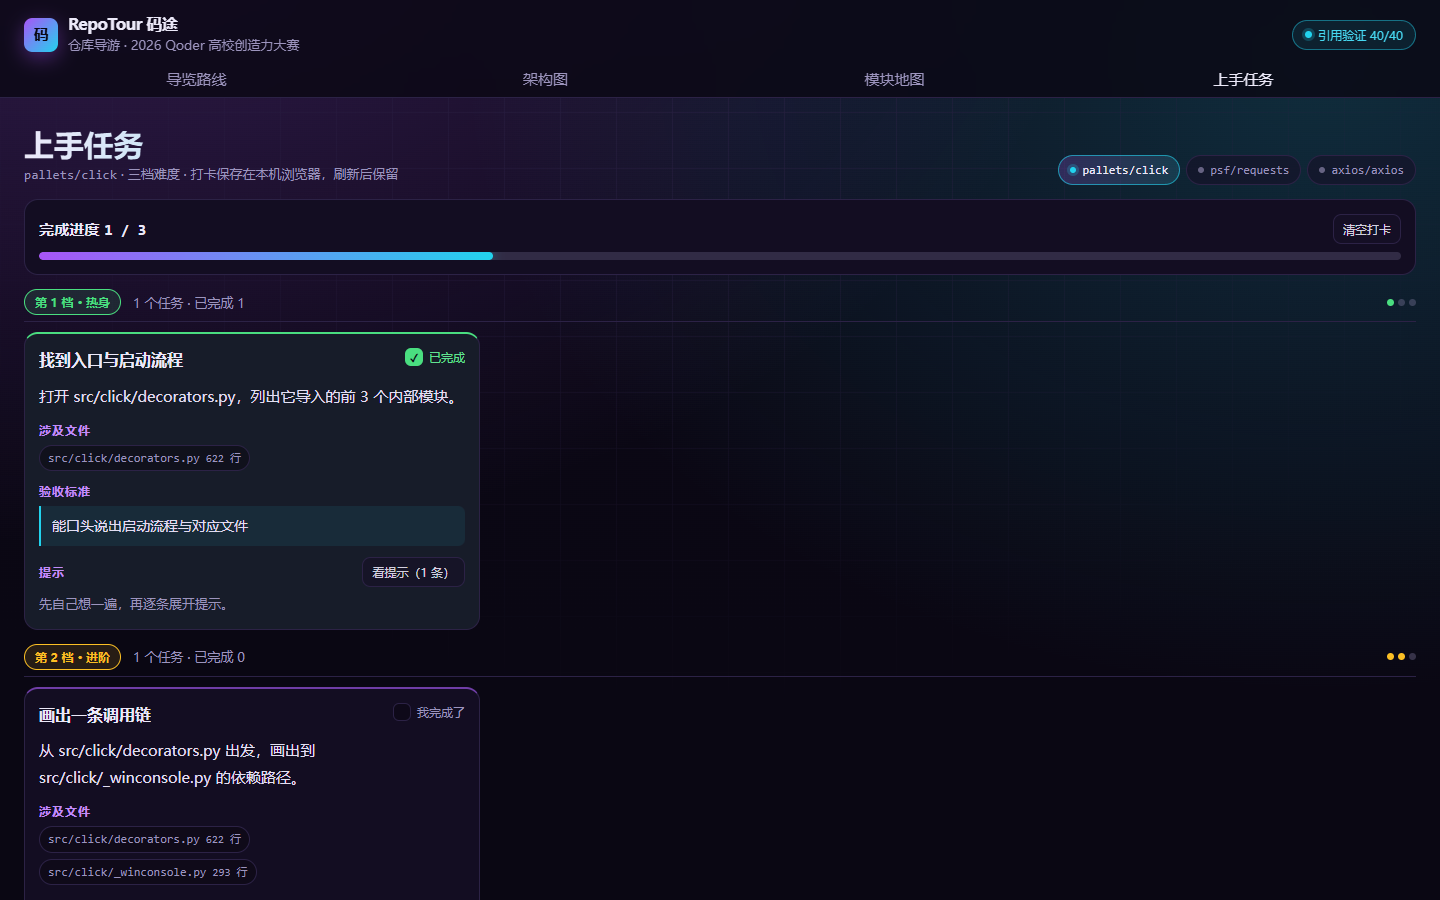 码
RepoTour 码途
仓库导游 · 2026 Qoder 高校创造力大赛
引用验证 40/40
导览路线
架构图
模块地图
上手任务
上手任务
pallets/click · 三档难度 · 打卡保存在本机浏览器，刷新后保留
pallets/click
psf/requests
axios/axios
完成进度 1 / 3
清空打卡
第 1 档 • 热身
1 个任务 · 已完成 1
找到入口与启动流程
已完成
打开 src/click/decorators.py，列出它导入的前 3 个内部模块。
涉及文件
src/click/decorators.py 622 行
验收标准
能口头说出启动流程与对应文件
提示
看提示（1 条）
先自己想一遍，再逐条展开提示。
第 2 档 • 进阶
1 个任务 · 已完成 0
画出一条调用链
我完成了
从 src/click/decorators.py 出发，画出到
src/click/_winconsole.py 的依赖路径。
涉及文件
src/click/decorators.py 622 行
src/click/_winconsole.py 293 行